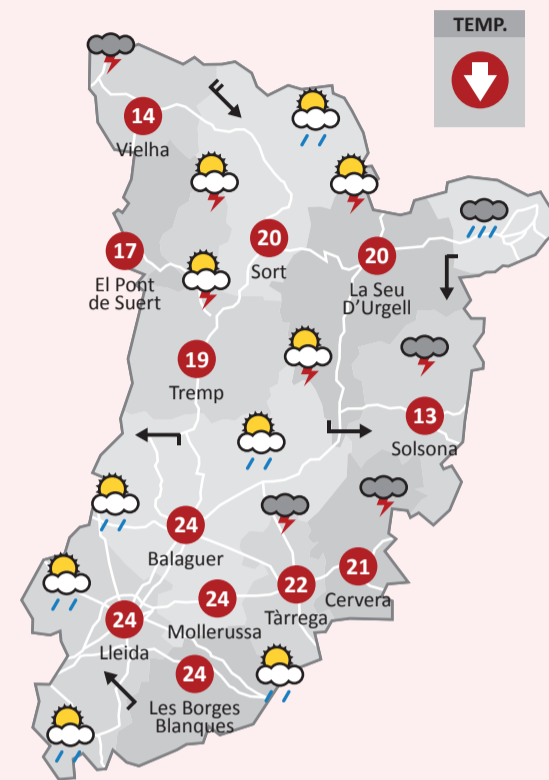 TEMP.
14
Vielha
17
El Pont
de Suert
20
Sort
20
La Seu
D’Urgell
19
Tremp
13
Solsona
24
Balaguer
21
Cervera
22
Tàrrega
24
Mollerussa
24
Lleida
24
Les Borges
Blanques